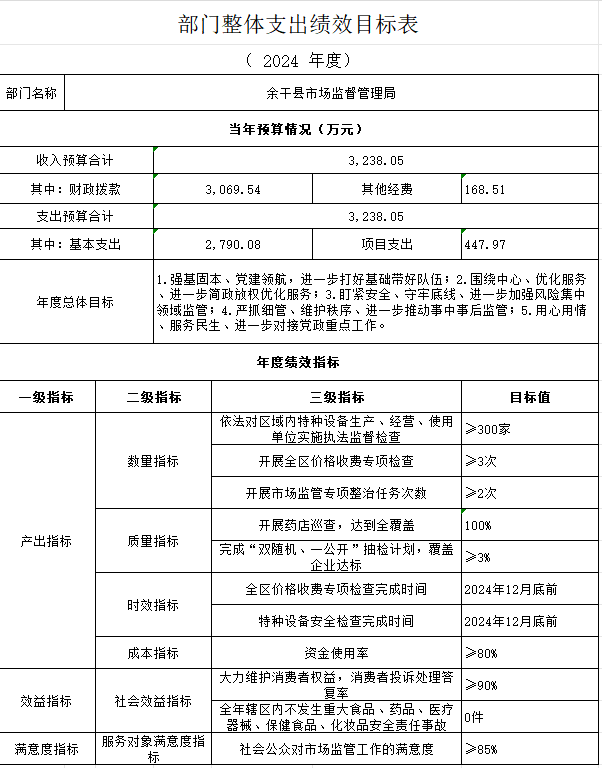 部门整体支出绩效目标表
（ 2024 年度）
部门名称 余干县市场监督管理局
当年预算情况（万元）
收入预算合计 3,238.05
其中：财政拨款 3,069.54 其他经费 168.51
支出预算合计 3,238.05
其中：基本支出 2,790.08 项目支出 447.97
年度总体目标
1.强基固本、党建领航，进一步打好基础带好队伍；2.围绕中心、优化服务
、进一步简政放权优化服务；3.盯紧安全、守牢底线、进一步加强风险集中
领域监管；4.严抓细管、维护秩序、进一步推动事中事后监管；5.用心用情
、服务民生、进一步对接党政重点工作。
年度绩效指标
一级指标 二级指标 三级指标 目标值
产出指标
数量指标
依法对区域内特种设备生产、经营、使用
单位实施执法监督检查
≥300家
开展全区价格收费专项检查 ≥3次
开展市场监管专项整治任务次数 ≥2次
质量指标
开展药店巡查，达到全覆盖 100%
完成“双随机、一公开”抽检计划，覆盖
企业达标
≥3%
时效指标
全区价格收费专项检查完成时间 2024年12月底前
特种设备安全检查完成时间 2024年12月底前
成本指标 资金使用率 ≥80%
效益指标
社会效益指标
大力维护消费者权益，消费者投诉处理答
复率
≥90%
全年辖区内不发生重大食品、药品、医疗
器械、保健食品、化妆品安全责任事故
0件
满意度指标
服务对象满意度指
标
社会公众对市场监管工作的满意度 ≥85%